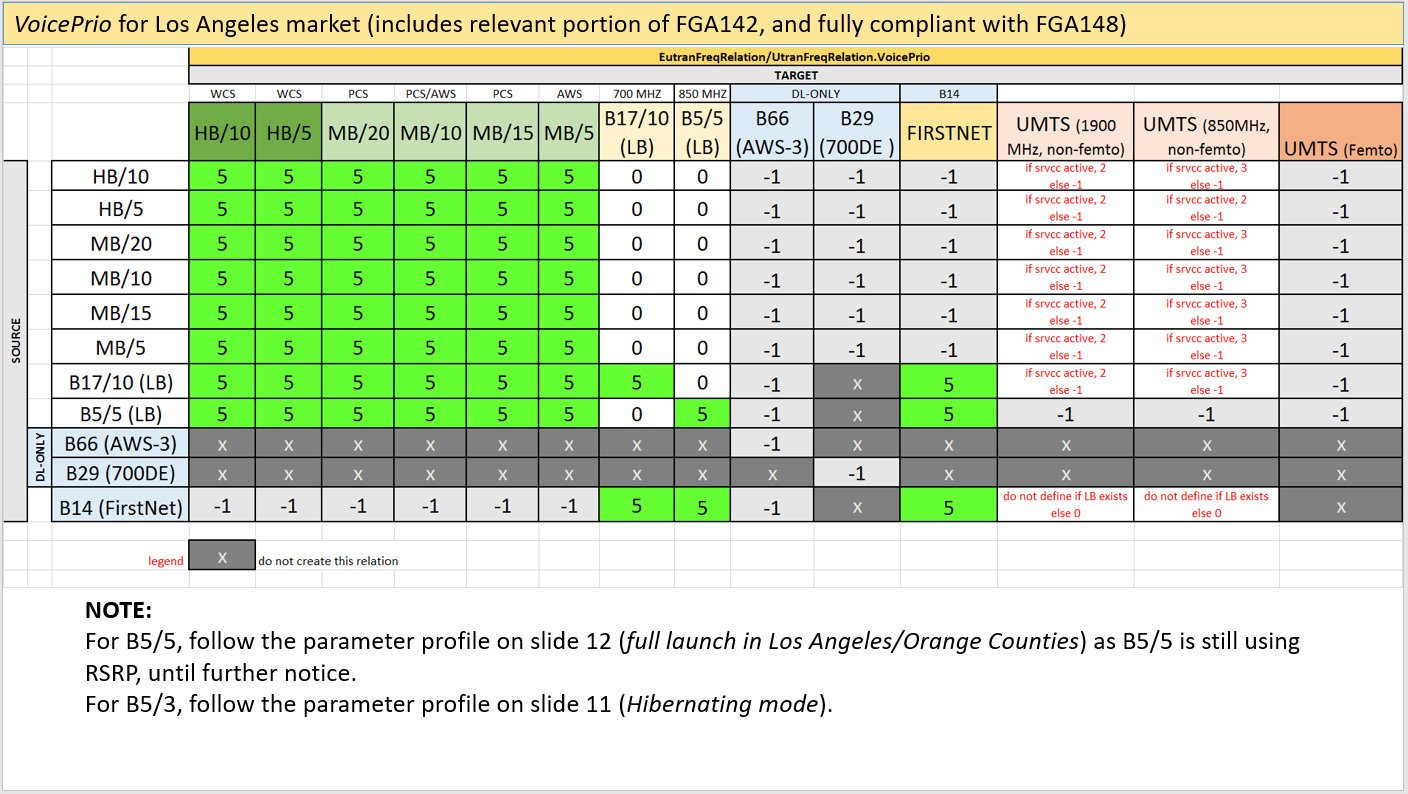 VoicePrio for Los Angeles market (includes relevant portion of FGA142, and fully compliant with FGA148)
EutranFreqRelation/UtranFreqRelation.VoicePrio
TARGET
WCS WCS PCS PCS/AWS PCS AWS 700 MHZ 850 MHZ DL-ONLY B14
HB/10 HB/5 MB/20 MB/10 MB/15 MB/5 B17/10 (LB) B5/5 (LB) B66 (AWS-3) B29 (700DE ) FIRSTNET UMTS (1900 MHz, non-femto) UMTS (850MHz, non-femto) UMTS (Femto)
SOURCE
HB/10 5 5 5 5 5 5 0 0 -1 -1 -1 if srvcc active, 2 else -1 if srvcc active, 3 else -1 -1
HB/5 5 5 5 5 5 5 0 0 -1 -1 -1 if srvcc active, 2 else -1 if srvcc active, 2 else -1 -1
MB/20 5 5 5 5 5 5 0 0 -1 -1 -1 if srvcc active, 2 else -1 if srvcc active, 3 else -1 -1
MB/10 5 5 5 5 5 5 0 0 -1 -1 -1 if srvcc active, 2 else -1 if srvcc active, 3 else -1 -1
MB/15 5 5 5 5 5 5 0 0 -1 -1 -1 if srvcc active, 2 else -1 if srvcc active, 3 else -1 -1
MB/5 5 5 5 5 5 5 0 0 -1 -1 -1 if srvcc active, 2 else -1 if srvcc active, 3 else -1 -1
B17/10 (LB) 5 5 5 5 5 5 5 0 -1 x 5 if srvcc active, 2 else -1 if srvcc active, 3 else -1 -1
B5/5 (LB) 5 5 5 5 5 5 0 5 -1 x 5 -1 -1 -1
DL-ONLY
B66 (AWS-3) x x x x x x x x -1 x x x x x
B29 (700DE) x x x x x x x x x -1 x x x x
B14 (FirstNet) -1 -1 -1 -1 -1 -1 5 5 -1 x 5 do not define if LB exists else 0 do not define if LB exists else 0 x
legend x do not create this relation
NOTE:
For B5/5, follow the parameter profile on slide 12 (full launch in Los Angeles/Orange Counties) as B5/5 is still using
RSRP, until further notice.
For B5/3, follow the parameter profile on slide 11 (Hibernating mode).